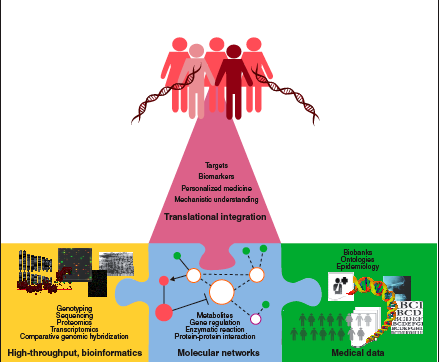 Targets
Biomarkers
Personalized medicine
Mechanistic understanding
Translational integration
Genotyping
Sequencing
Proteomics
Transcriptomics
Comparative genomic hybridization
High-throughput, bioinformatics
Metabolites
Gene regulation
Enzymatic reaction
Protein-protein interaction
Molecular networks
Biobanks
Ontologies
Epidemiology
Medical data